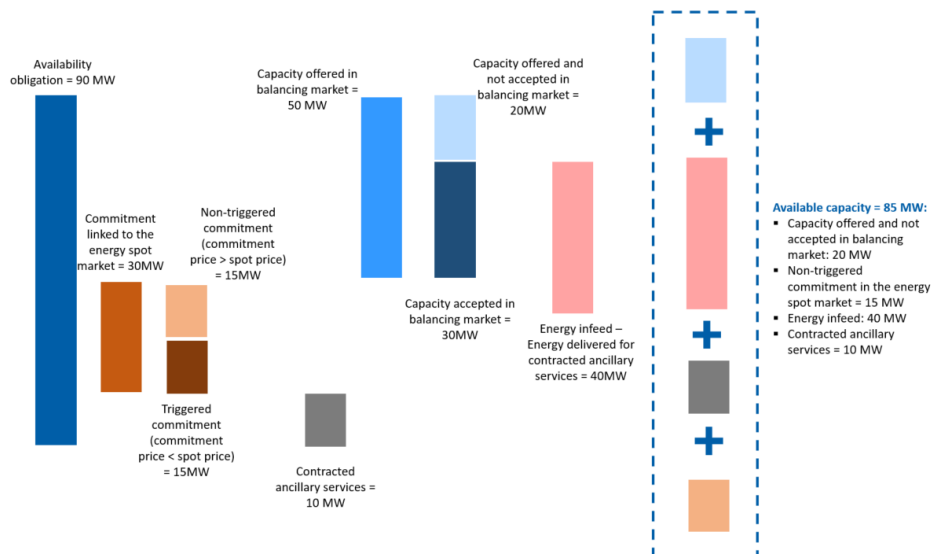 Availability
obligation = 90 MW
Commitment
linked to the
energy spot
market = 30MW
Non-triggered
commitment
(commitment
price > spot price)
= 15MW
Triggered
commitment
(commitment
price < spot price)
= 15MW
Contracted
ancillary services =
10 MW
Capacity offered in
balancing market =
50 MW
Capacity offered and
not accepted in
balancing market =
20MW
Capacity accepted in
balancing market =
30MW
Energy infeed –
Energy delivered for
contracted ancillary
services = 40MW
Available capacity = 85 MW:
▪ Capacity offered and not
accepted in balancing
market: 20 MW
▪ Non-triggered
commitment in the energy
spot market = 15 MW
▪ Energy infeed: 40 MW
▪ Contracted ancillary
services = 10 MW